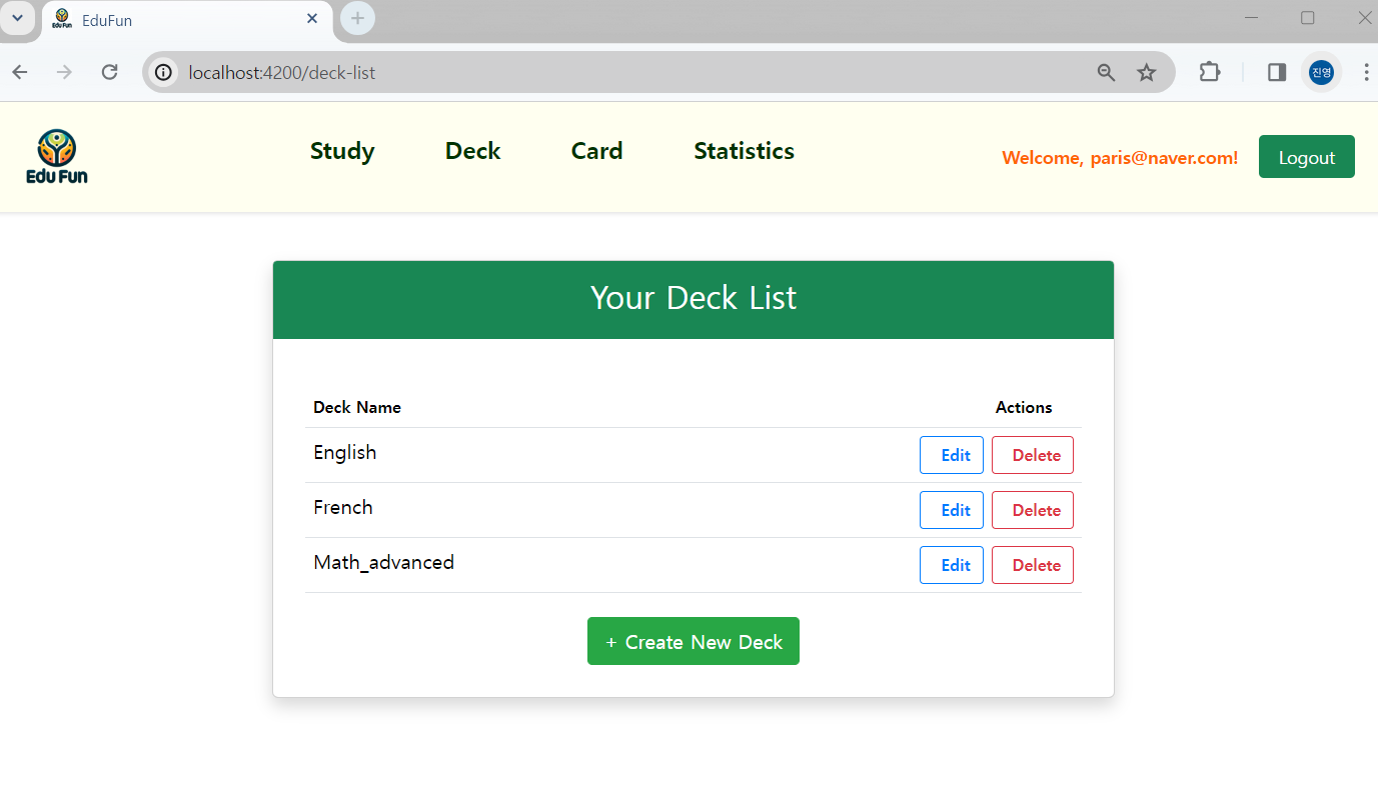 EduFun
localhost:4200/deck-list
진영
Edu Fun
Study Deck Card Statistics
Welcome, paris@naver.com!
Logout
Your Deck List
Deck Name Actions
English Edit Delete
French Edit Delete
Math_advanced Edit Delete
+ Create New Deck